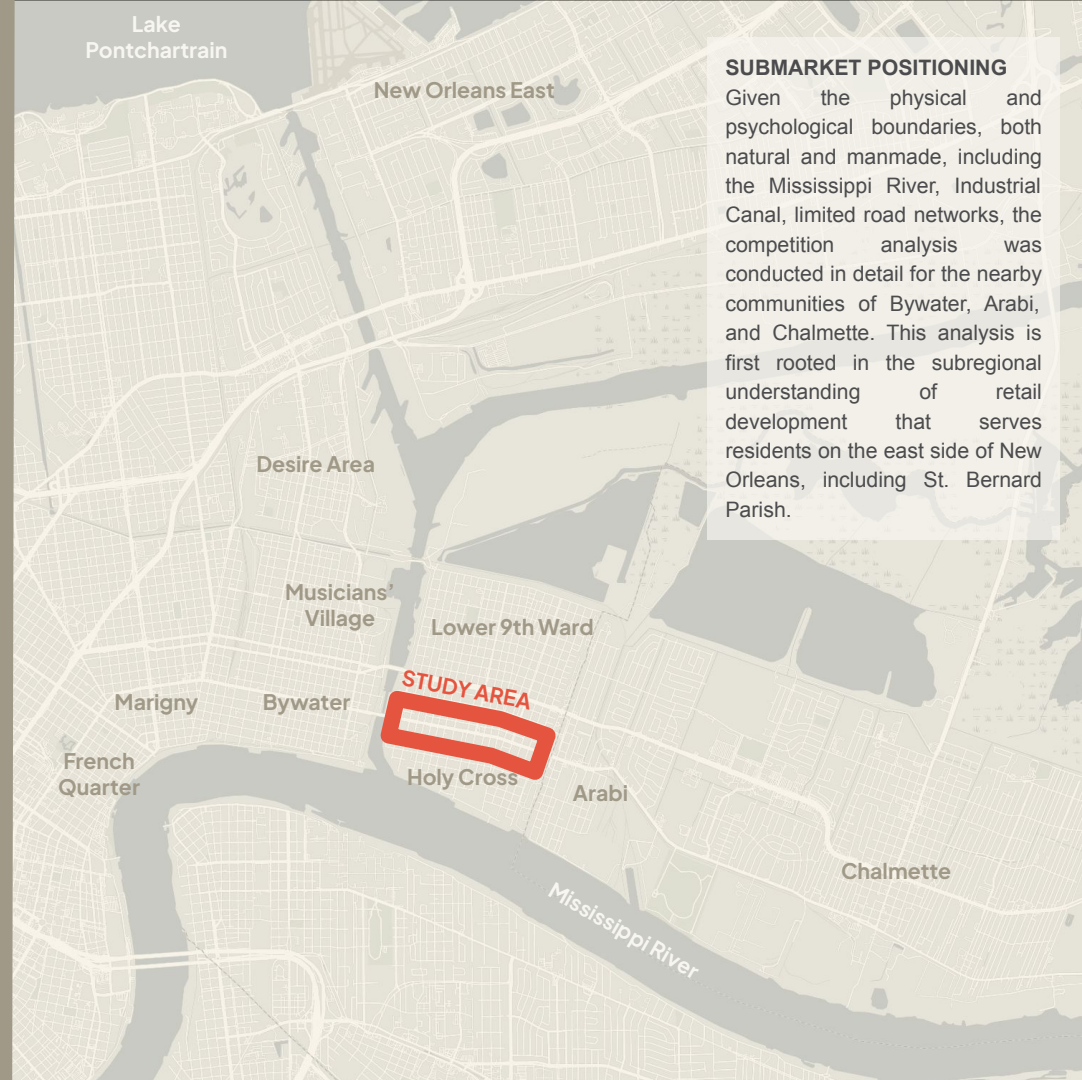 Lake
Pontchartrain
New Orleans East
SUBMARKET POSITIONING
Given the physical and
psychological boundaries, both
natural and manmade, including
the Mississippi River, Industrial
Canal, limited road networks, the
competition analysis was
conducted in detail for the nearby
communities of Bywater, Arabi,
and Chalmette. This analysis is
first rooted in the subregional
understanding of retail
development that serves
residents on the east side of New
Orleans, including St. Bernard
Parish.
Desire Area
Musicians’
Village
Lower 9th Ward
STUDY AREA
Marigny
Bywater
French
Quarter
Holy Cross
Arabi
Chalmette
Mississippi River